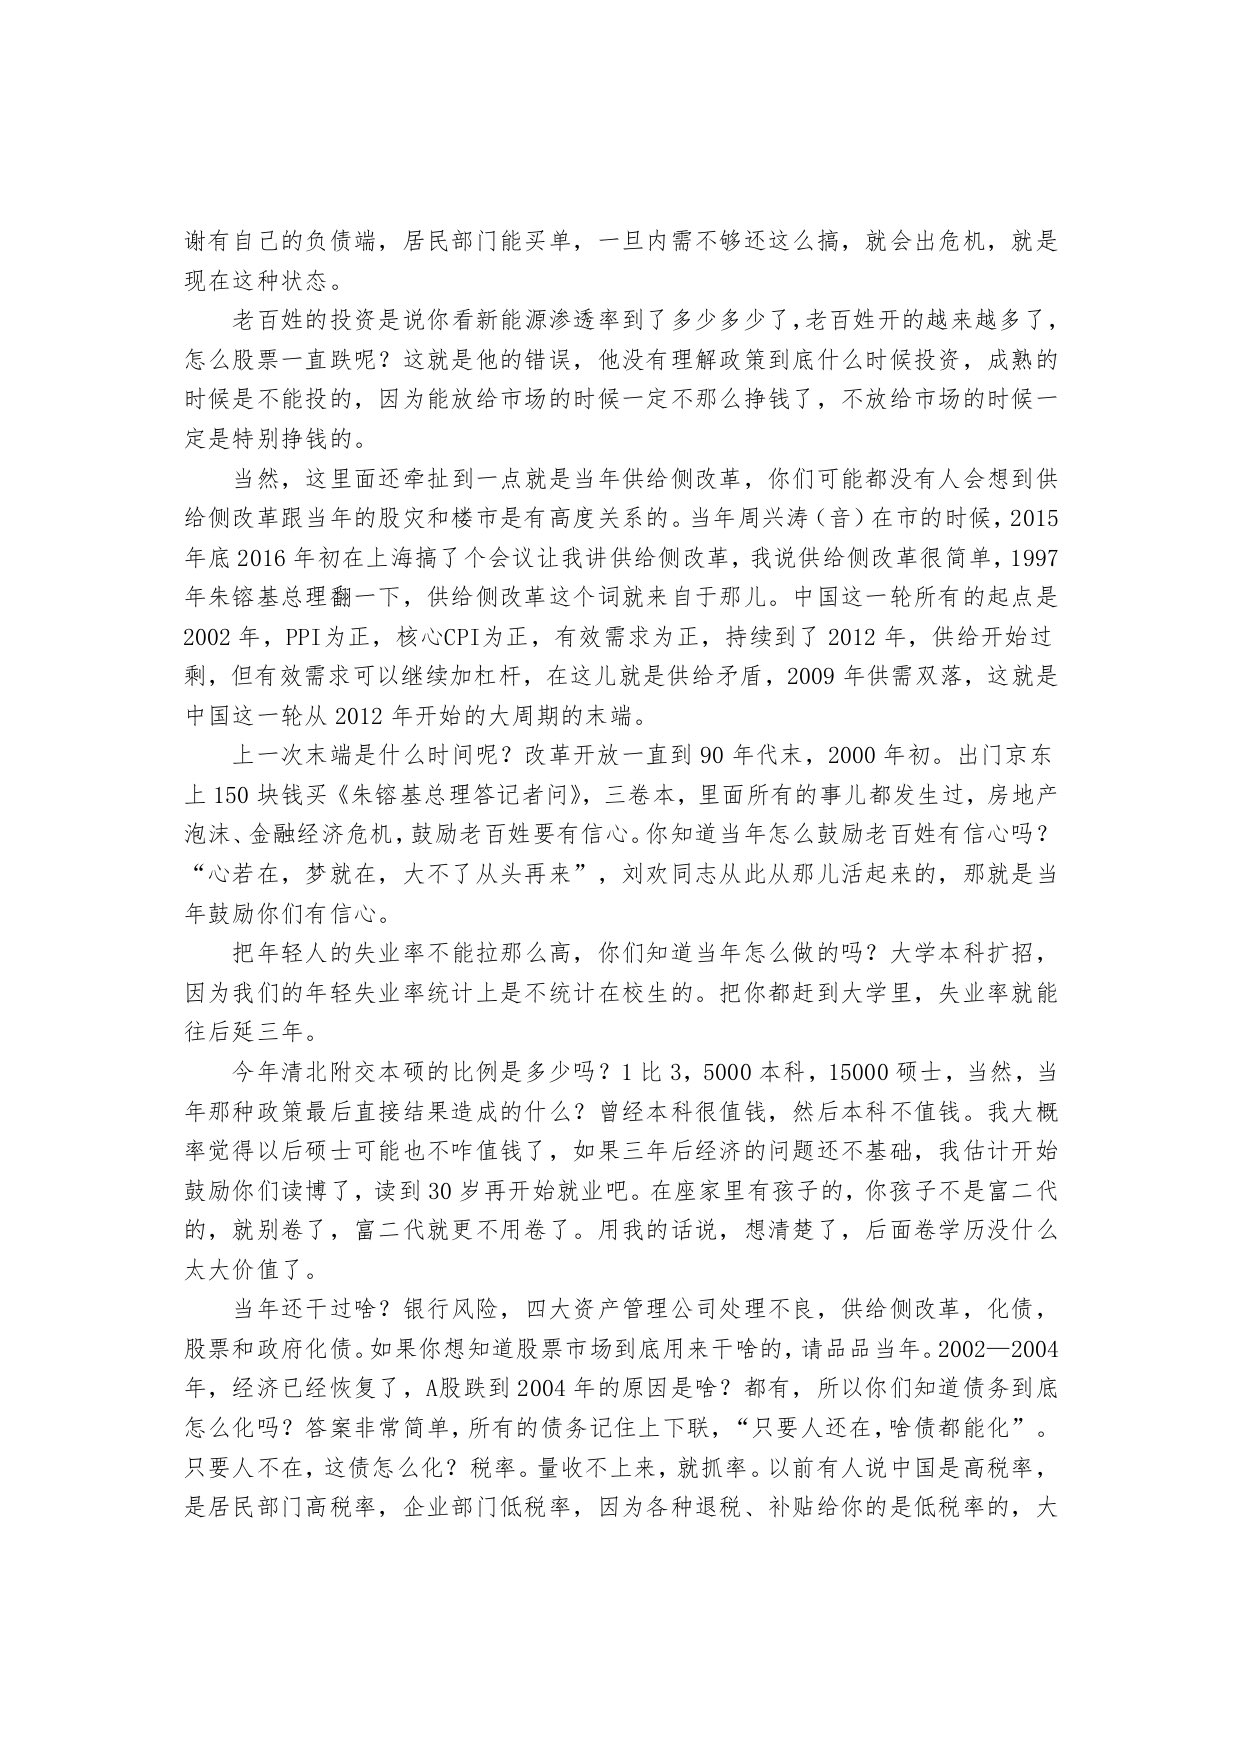 谢有自己的负债端，居民部门能买单，一旦内需不够还这么搞，就会出危机，就是
现在这种状态。
老百姓的投资是说你看新能源渗透率到了多少多少了，老百姓开的越来越多了，
怎么股票一直跌呢？这就是他的错误，他没有理解政策到底什么时候投资，成熟的
时候是不能投的，因为能放给市场的时候一定不那么挣钱了，不放给市场的时候一
定是特别挣钱的。
当然，这里面还牵扯到一点就是当年供给侧改革，你们可能都没有人会想到供
给侧改革跟当年的股灾和楼市是有高度关系的。当年周兴涛（音）在市的时候，2015
年底 2016 年初在上海搞了个会议让我讲供给侧改革，我说供给侧改革很简单，1997
年朱镕基总理翻一下，供给侧改革这个词就来自于那儿。中国这一轮所有的起点是
2002 年，PPI为正，核心CPI为正，有效需求为正，持续到了 2012 年，供给开始过
剩，但有效需求可以继续加杠杆，在这儿就是供给矛盾，2009 年供需双落，这就是
中国这一轮从 2012 年开始的大周期的末端。
上一次末端是什么时间呢？改革开放一直到 90 年代末，2000 年初。出门京东
上 150 块钱买《朱镕基总理答记者问》，三卷本，里面所有的事儿都发生过，房地产
泡沫、金融经济危机，鼓励老百姓要有信心。你知道当年怎么鼓励老百姓有信心吗？
“心若在，梦就在，大不了从头再来”，刘欢同志从此从那儿活起来的，那就是当
年鼓励你们有信心。
把年轻人的失业率不能拉那么高，你们知道当年怎么做的吗？大学本科扩招，
因为我们的年轻失业率统计上是不统计在校生的。把你都赶到大学里，失业率就能
往后延三年。
今年清北附交本硕的比例是多少吗？1 比 3，5000 本科，15000 硕士，当然，当
年那种政策最后直接结果造成的什么？曾经本科很值钱，然后本科不值钱。我大概
率觉得以后硕士可能也不咋值钱了，如果三年后经济的问题还不基础，我估计开始
鼓励你们读博了，读到 30 岁再开始就业吧。在座家里有孩子的，你孩子不是富二代
的，就别卷了，富二代就更不用卷了。用我的话说，想清楚了，后面卷学历没什么
太大价值了。
当年还干过啥？银行风险，四大资产管理公司处理不良，供给侧改革，化债，
股票和政府化债。如果你想知道股票市场到底用来干啥的，请品品当年。2002—2004
年，经济已经恢复了，A股跌到 2004 年的原因是啥？都有，所以你们知道债务到底
怎么化吗？答案非常简单，所有的债务记住上下联，“只要人还在，啥债都能化”。
只要人不在，这债怎么化？税率。量收不上来，就抓率。以前有人说中国是高税率，
是居民部门高税率，企业部门低税率，因为各种退税、补贴给你的是低税率的，大